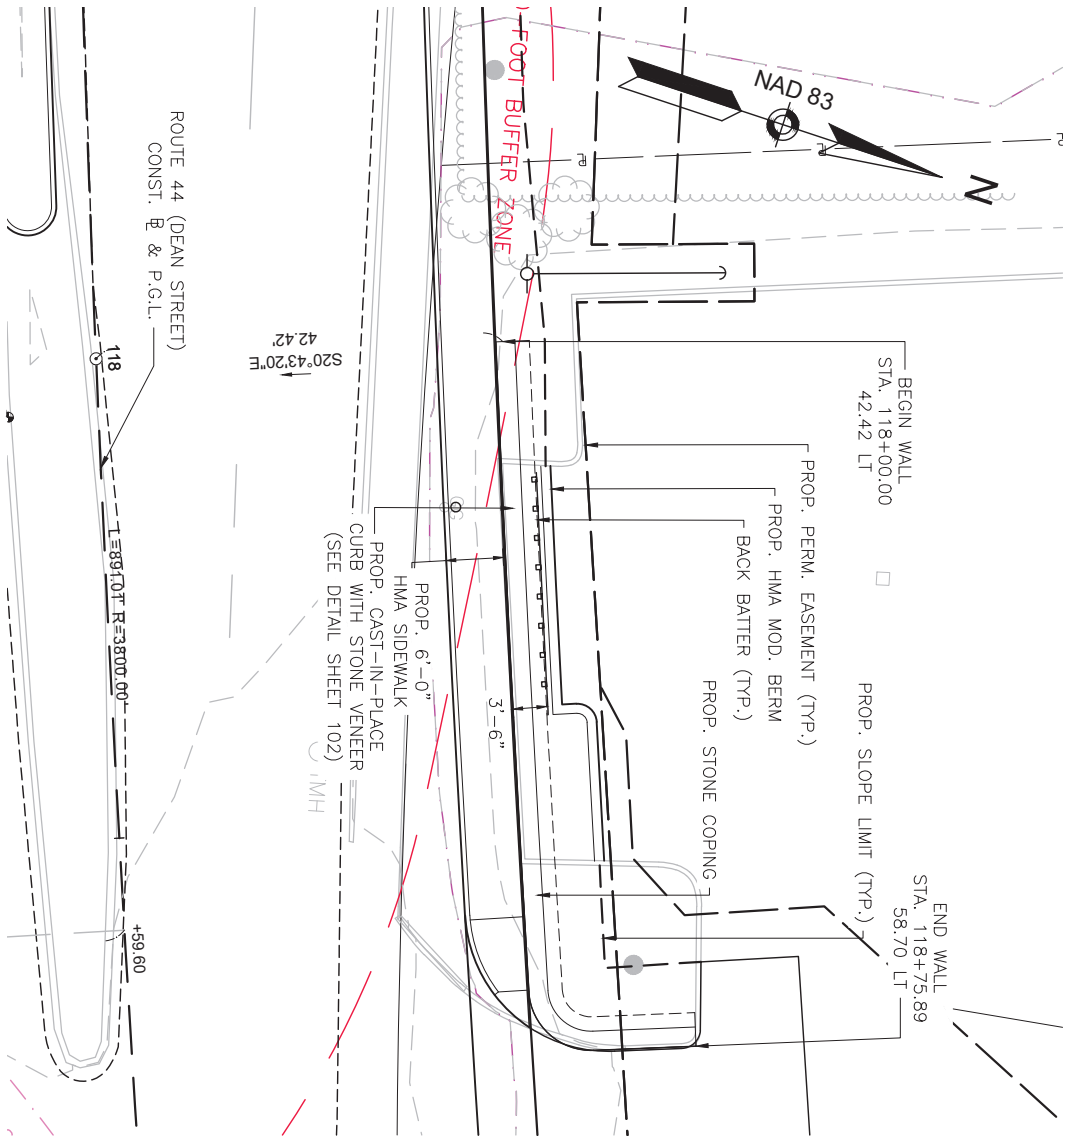 FOOT BUFFER ZONE
NAD 83
N
ROUTE 44 (DEAN STREET)
CONST. ⅊ & P.G.L.
118
S20°43'20"E
42.42'
BEGIN WALL
STA. 118+00.00
42.42 LT
PROP. PERM. EASEMENT (TYP.)
PROP. HMA MOD. BERM
BACK BATTER (TYP.)
L=891.01' R=3800.00'
PROP. 6'-0"
HMA SIDEWALK
PROP. CAST-IN-PLACE
CURB WITH STONE VENEER
(SEE DETAIL SHEET 102)
3'-6"
PROP. STONE COPING
PROP. SLOPE LIMIT (TYP.)
MH
END WALL
STA. 118+75.89
58.70 LT
+59.60